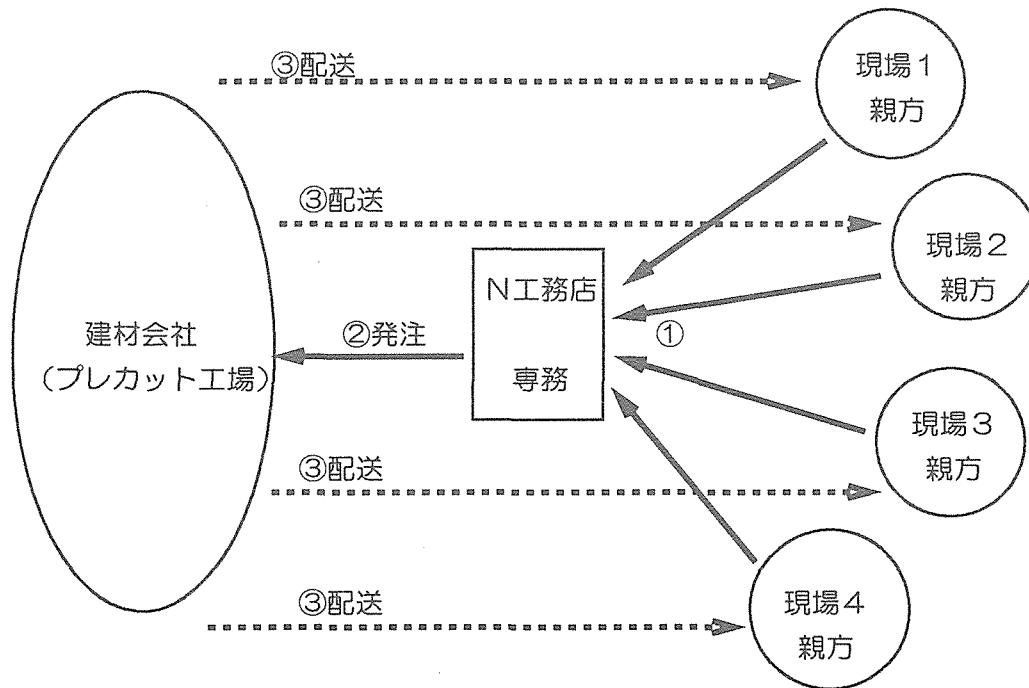 ③配送
現場1
親方
③配送
現場2
親方
N工務店
専務
①
②発注
建材会社
（プレカット工場）
現場3
親方
③配送
③配送
現場4
親方